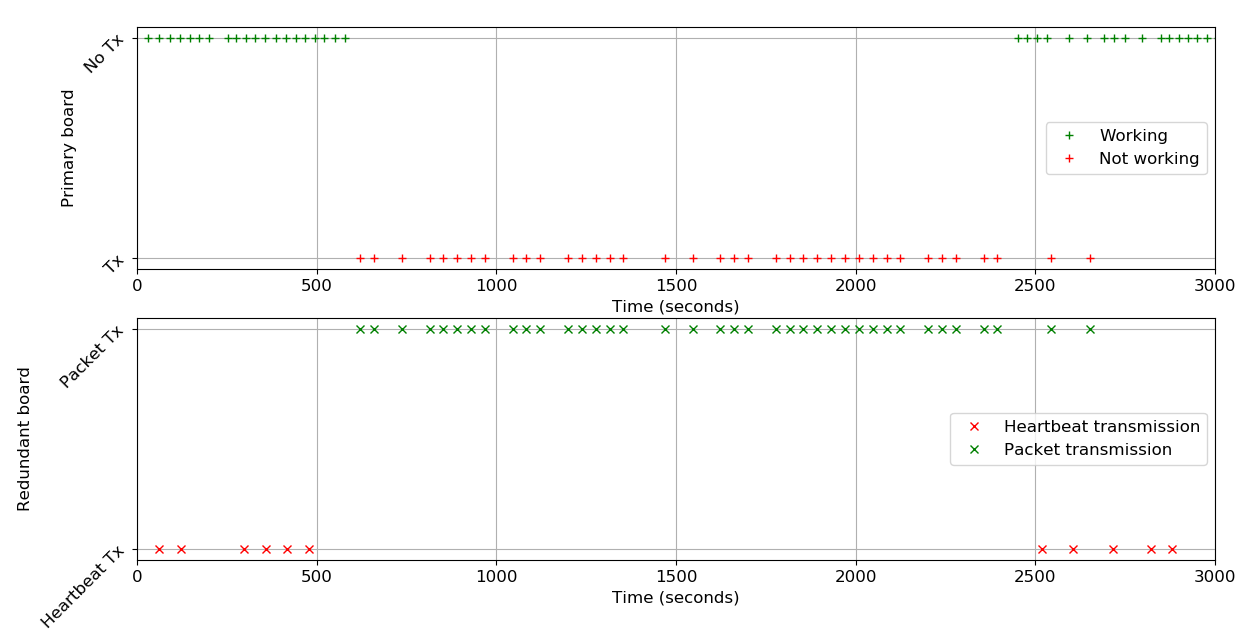 No Tx
Primary board
Working
Not working
Tx
0 500 1000 1500 2000 2500 3000
Time (seconds)
Packet Tx
Redundant board
Heartbeat transmission
Packet transmission
Heartbeat Tx
0 500 1000 1500 2000 2500 3000
Time (seconds)